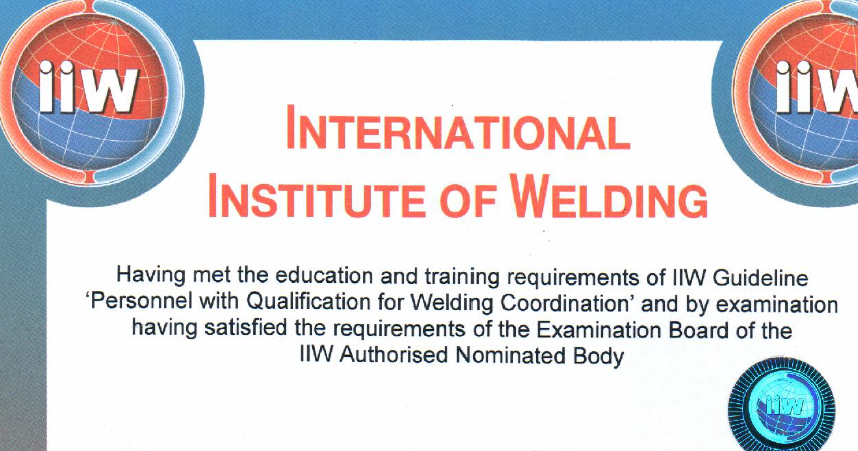 iiw
iiw
INTERNATIONAL
INSTITUTE OF WELDING
Having met the education and training requirements of IIW Guideline
‘Personnel with Qualification for Welding Coordination’ and by examination
having satisfied the requirements of the Examination Board of the
IIW Authorised Nominated Body
iiw